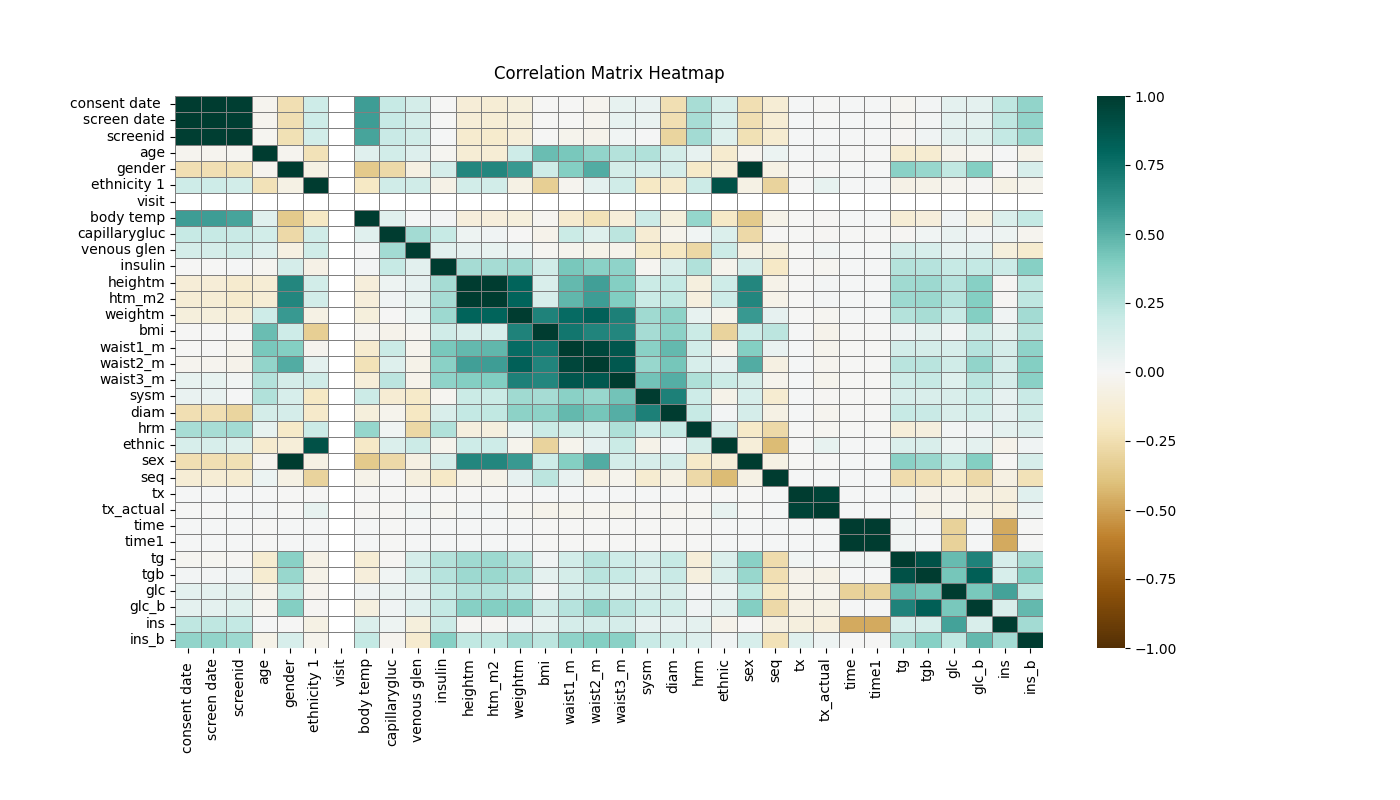 Correlation Matrix Heatmap
consent date
screen date
screenid
age
gender
ethnicity 1
visit
body temp
capillarygluc
venous glen
insulin
heightm
htm_m2
weightm
bmi
waist1_m
waist2_m
waist3_m
sysm
diam
hrm
ethnic
sex
seq
tx
tx_actual
time
time1
tg
tgb
glc
glc_b
ins
ins_b
consent date
screen date
screenid
age
gender
ethnicity 1
visit
body temp
capillarygluc
venous glen
insulin
heightm
htm_m2
weightm
bmi
waist1_m
waist2_m
waist3_m
sysm
diam
hrm
ethnic
sex
seq
tx
tx_actual
time
time1
tg
tgb
glc
glc_b
ins
ins_b
1.00
0.75
0.50
0.25
0.00
−0.25
−0.50
−0.75
−1.00